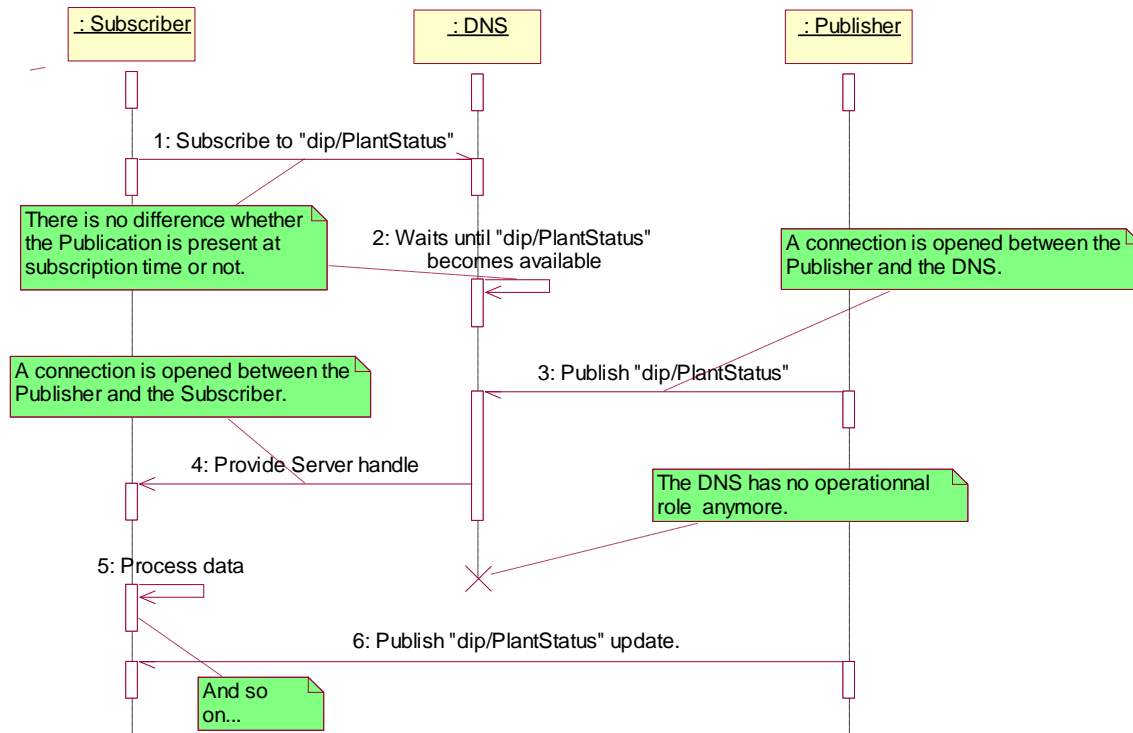 : Subscriber
: DNS
: Publisher
1: Subscribe to "dip/PlantStatus"
There is no difference whether
the Publication is present at
subscription time or not.
2: Waits until "dip/PlantStatus"
becomes available
A connection is opened between the
Publisher and the DNS.
A connection is opened between the
Publisher and the Subscriber.
3: Publish "dip/PlantStatus"
4: Provide Server handle
The DNS has no operationnal
role anymore.
5: Process data
6: Publish "dip/PlantStatus" update.
And so
on...